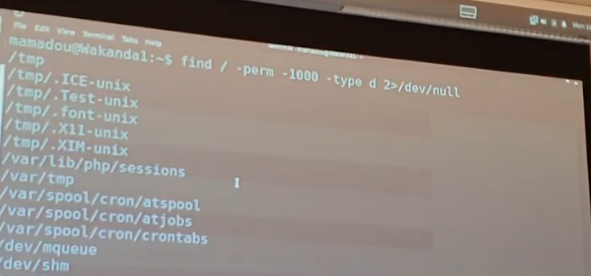 File Edit View Terminal Tabs Help
mamadou@Wakanda1:~$ find / -perm -1000 -type d 2>/dev/null
/tmp
/tmp/.ICE-unix
/tmp/.Test-unix
/tmp/.font-unix
/tmp/.X11-unix
/tmp/.XIM-unix
/var/lib/php/sessions
/var/tmp
/var/spool/cron/atspool
/var/spool/cron/atjobs
/var/spool/cron/crontabs
/dev/mqueue
/dev/shm